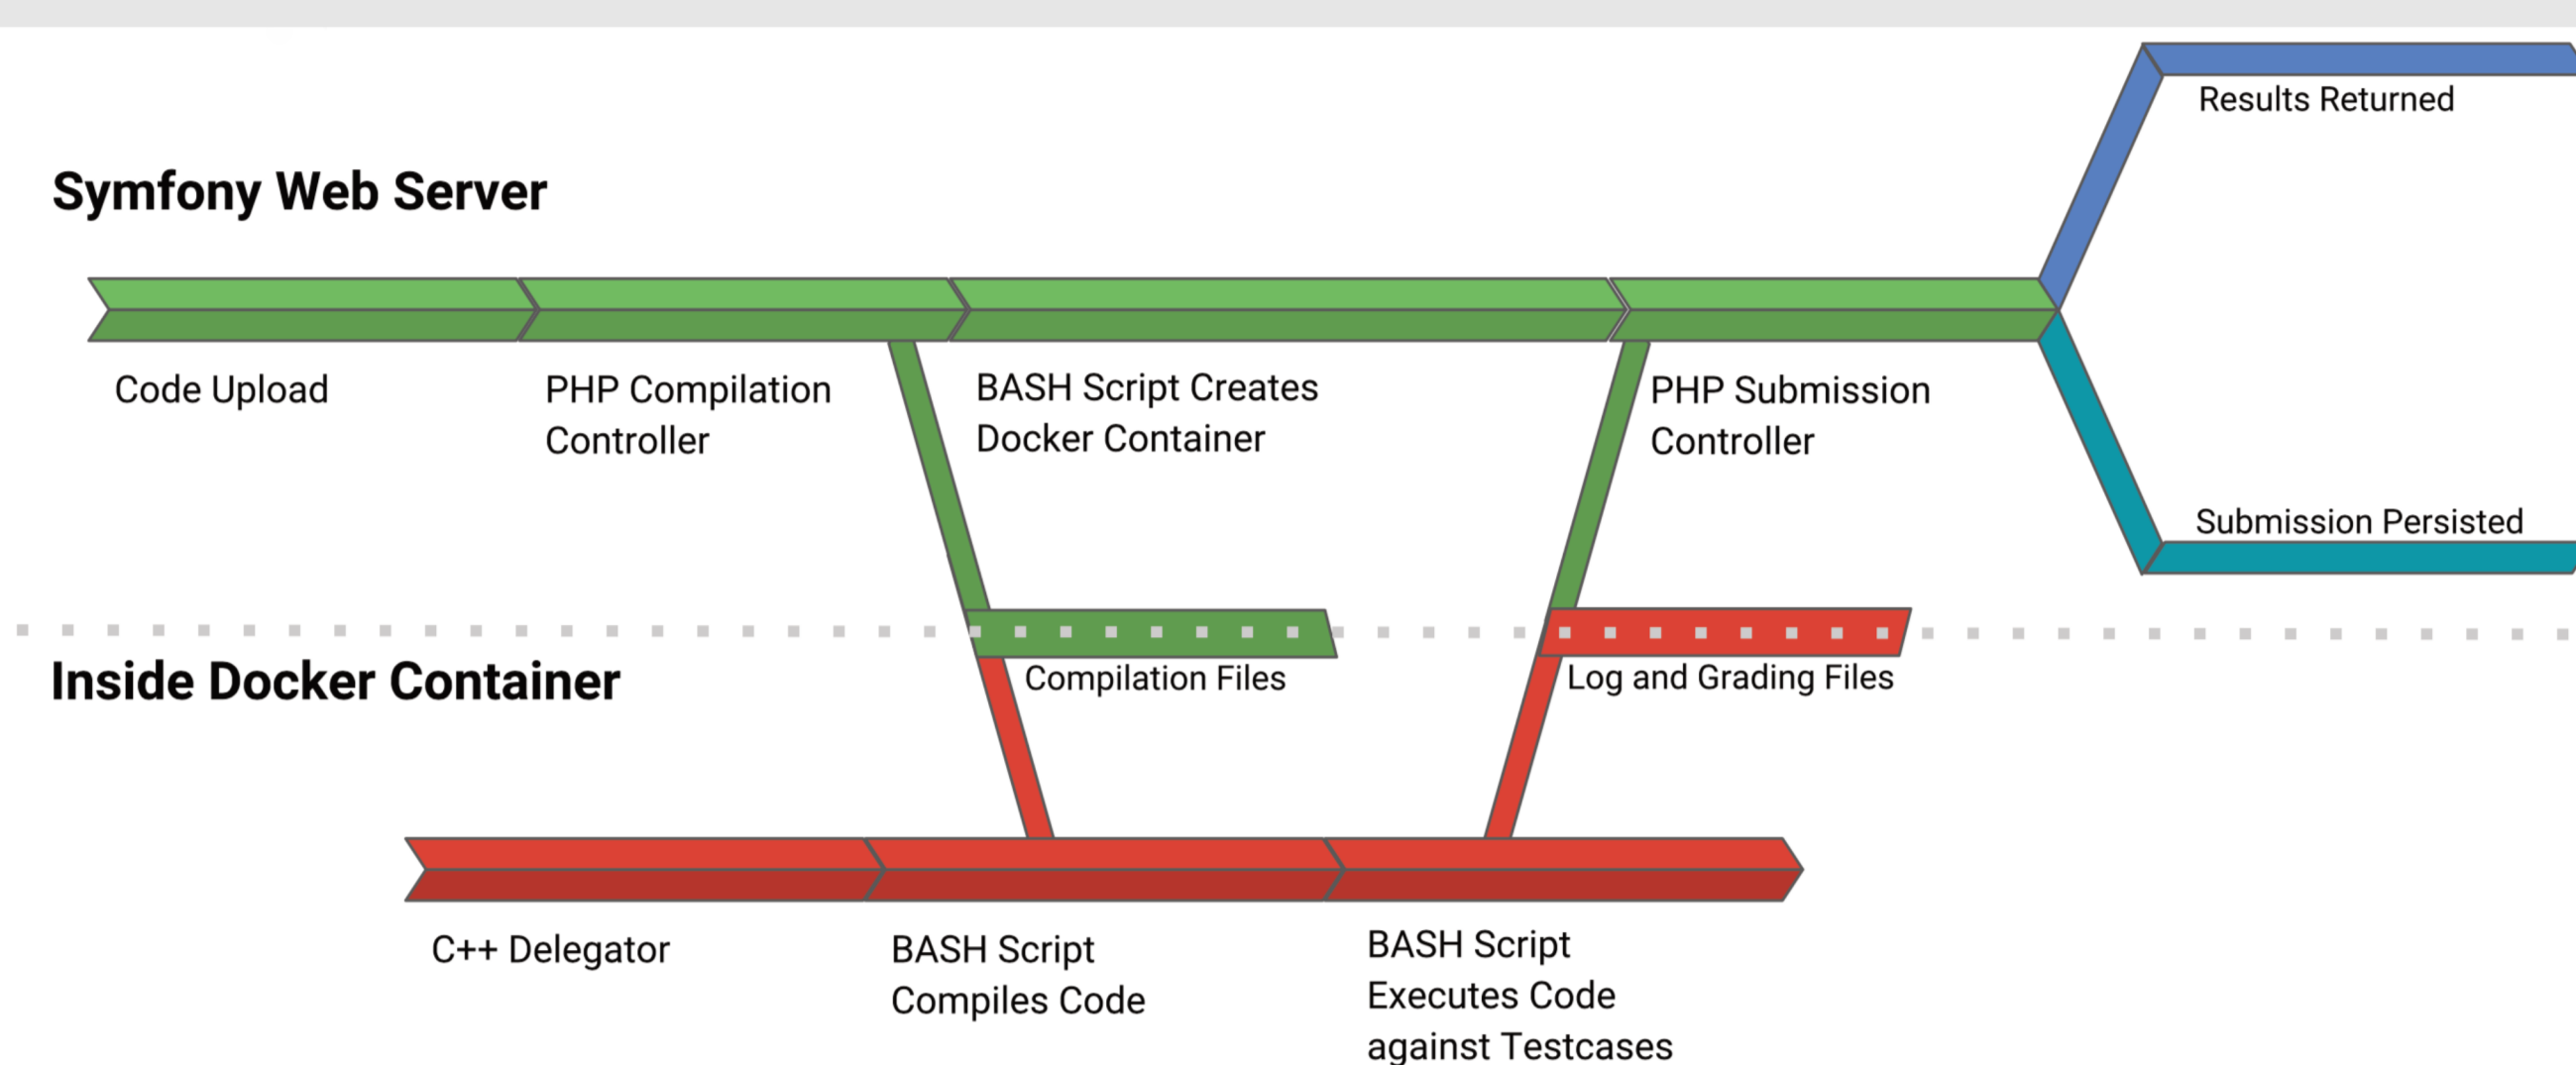 Results Returned
Symfony Web Server
Code Upload
PHP Compilation
Controller
BASH Script Creates
Docker Container
PHP Submission
Controller
Submission Persisted
Inside Docker Container
Compilation Files
Log and Grading Files
C++ Delegator
BASH Script
Compiles Code
BASH Script
Executes Code
against Testcases